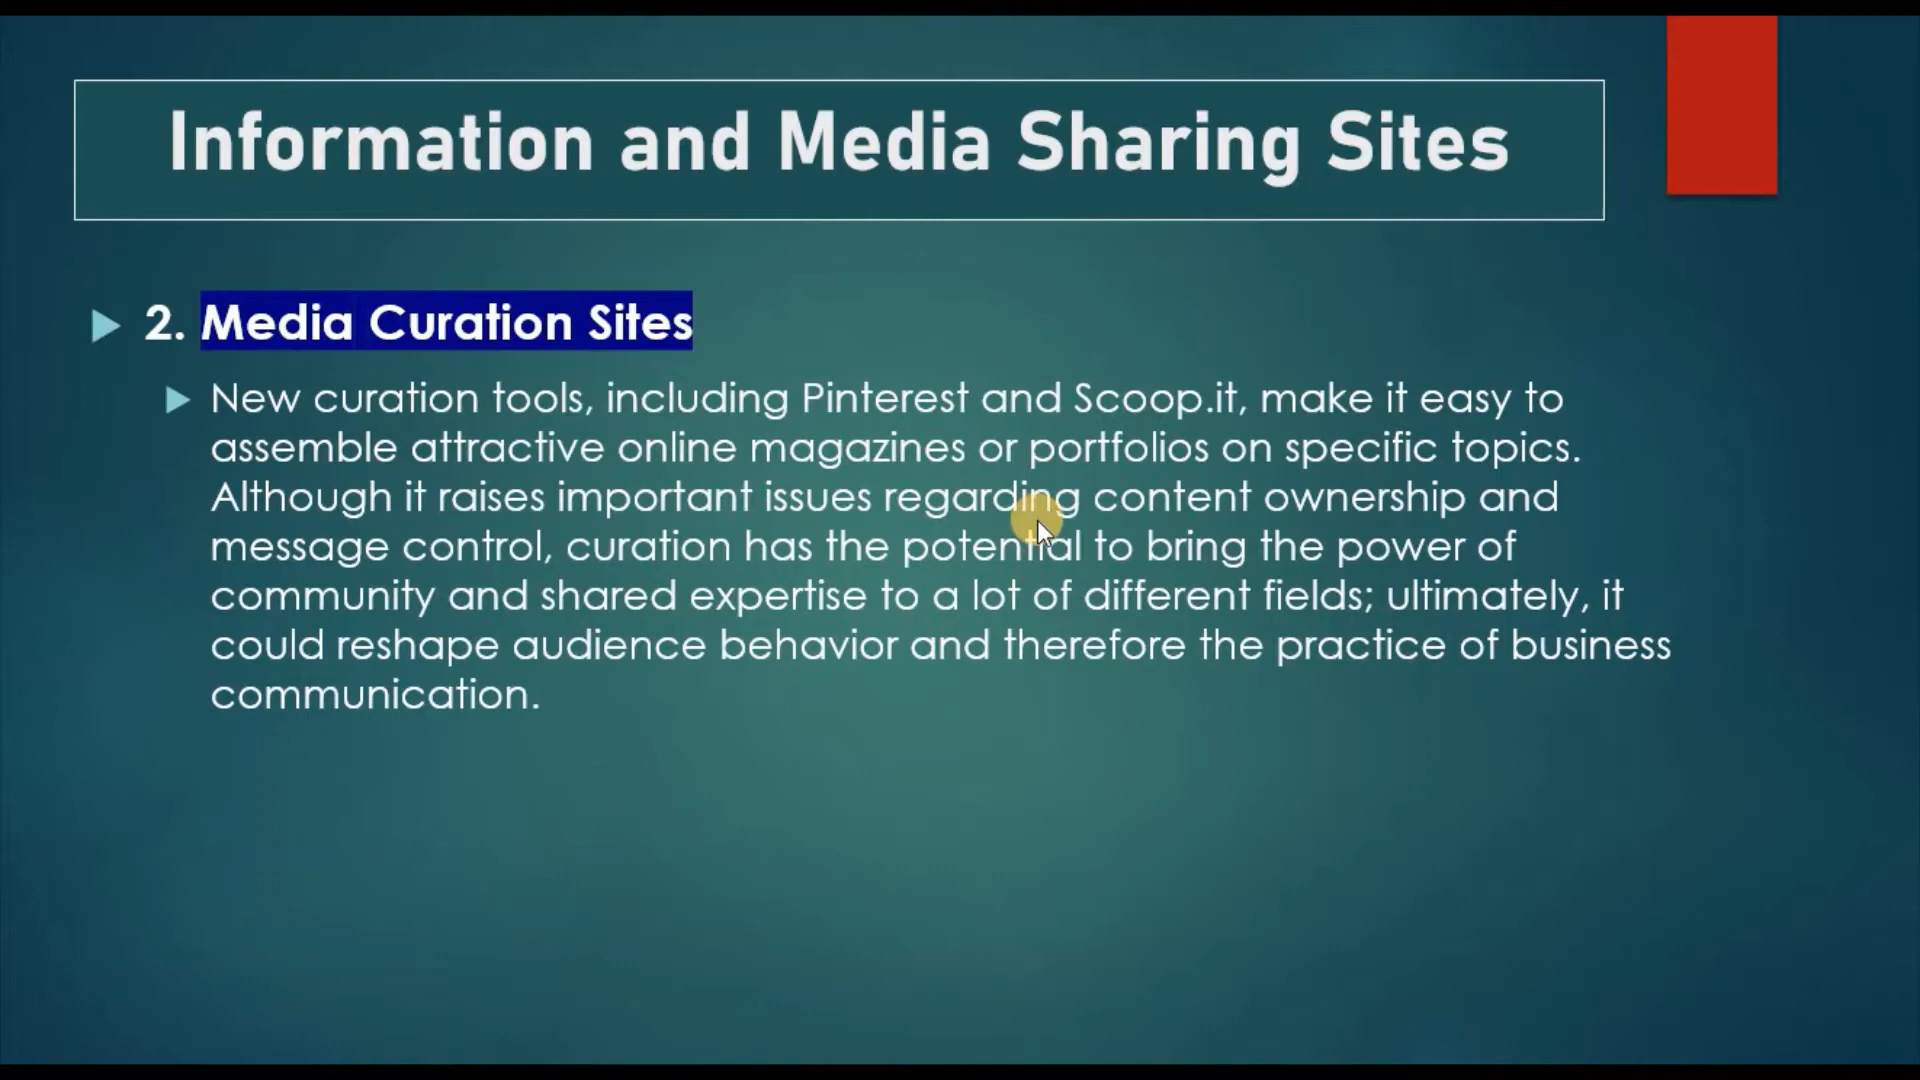 Information and Media Sharing Sites
2. Media Curation Sites
New curation tools, including Pinterest and Scoop.it, make it easy to
assemble attractive online magazines or portfolios on specific topics.
Although it raises important issues regarding content ownership and
message control, curation has the potential to bring the power of
community and shared expertise to a lot of different fields; ultimately, it
could reshape audience behavior and therefore the practice of business
communication.